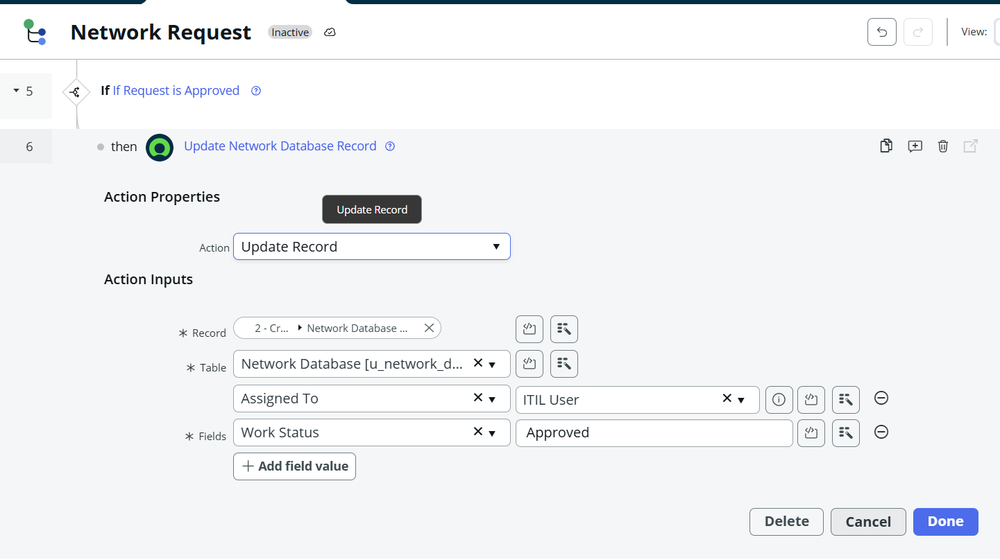 Network Request Inactive View:
5 If If Request is Approved
6 then Update Network Database Record
Action Properties
Update Record
Action Update Record
Action Inputs
Record 2 - Cr... Network Database ...
Table Network Database [u_network_d...
Assigned To ITIL User
Fields Work Status Approved
Add field value
Delete Cancel Done